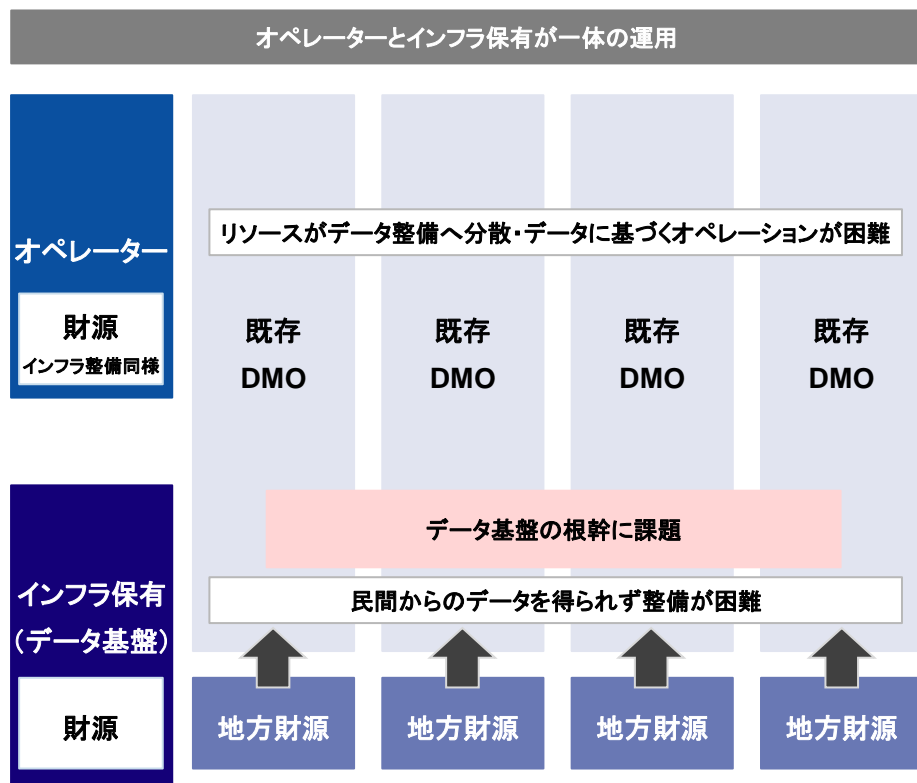 オペレーターとインフラ保有が一体の運用
オペレーター
財源
インフラ整備同様
リソースがデータ整備へ分散・データに基づくオペレーションが困難
既存
DMO
既存
DMO
既存
DMO
既存
DMO
データ基盤の根幹に課題
民間からのデータを得られず整備が困難
インフラ保有
(データ基盤)
財源
地方財源
地方財源
地方財源
地方財源